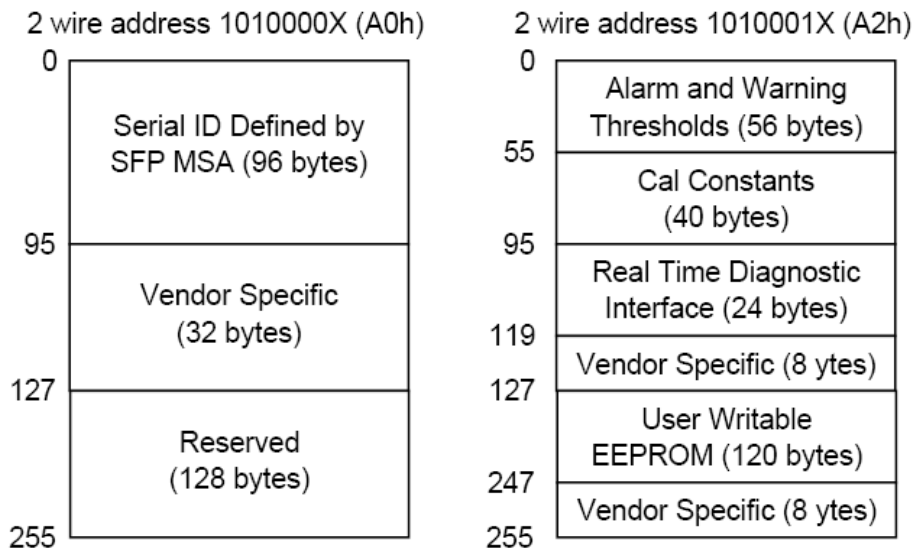 2 wire address 1010000X (A0h)
0
Serial ID Defined by
SFP MSA (96 bytes)
95
Vendor Specific
(32 bytes)
127
Reserved
(128 bytes)
255
2 wire address 1010001X (A2h)
0
Alarm and Warning
Thresholds (56 bytes)
55
Cal Constants
(40 bytes)
95
Real Time Diagnostic
Interface (24 bytes)
119
Vendor Specific (8 ytes)
127
User Writable
EEPROM (120 bytes)
247
Vendor Specific (8 ytes)
255